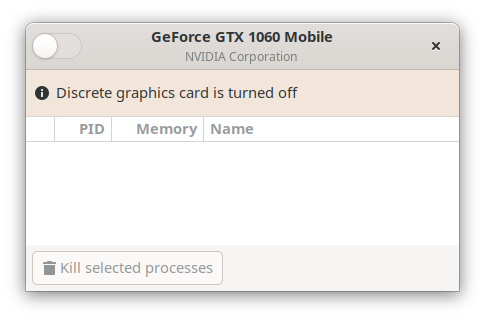 GeForce GTX 1060 Mobile
NVIDIA Corporation
Discrete graphics card is turned off
PID Memory Name
Kill selected processes